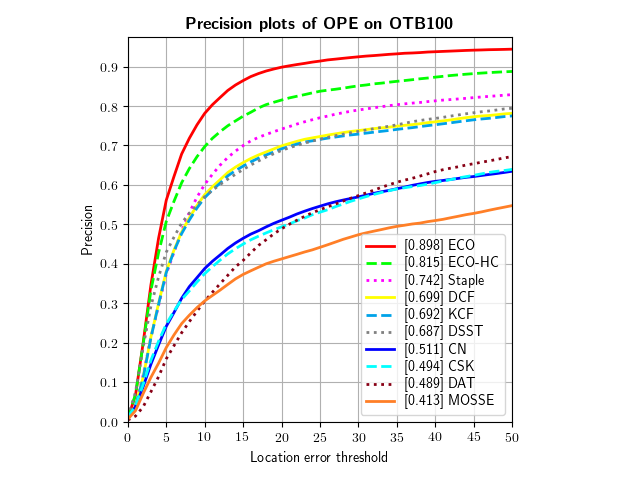 Precision plots of OPE on OTB100
Precision
0.9
0.8
0.7
0.6
0.5
0.4
0.3
0.2
0.1
0.0
[0.898] ECO
[0.815] ECO-HC
[0.742] Staple
[0.699] DCF
[0.692] KCF
[0.687] DSST
[0.511] CN
[0.494] CSK
[0.489] DAT
[0.413] MOSSE
0 5 10 15 20 25 30 35 40 45 50
Location error threshold